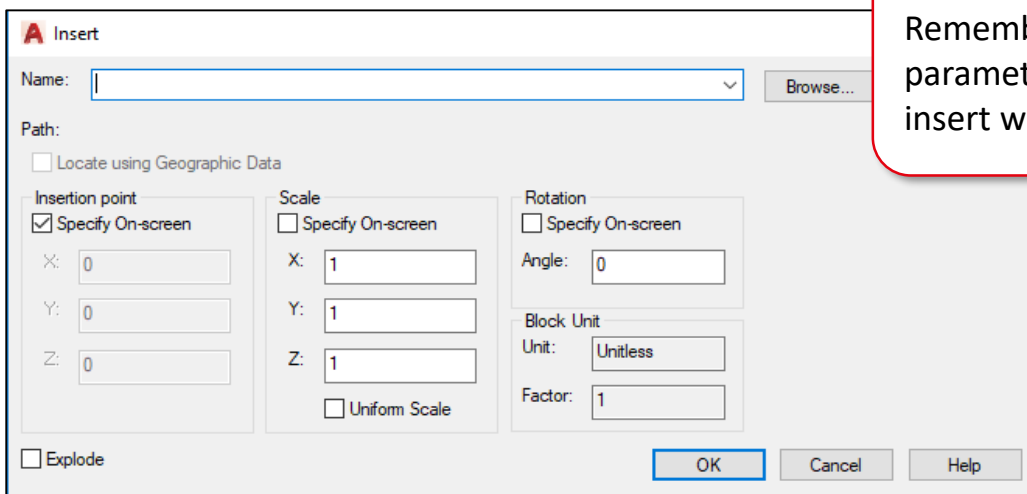 Insert
Name:
Browse...
Path:
Locate using Geographic Data
Insertion point
Specify On-screen
X: 0
Y: 0
Z: 0
Scale
Specify On-screen
X: 1
Y: 1
Z: 1
Uniform Scale
Rotation
Specify On-screen
Angle: 0
Block Unit
Unit: Unitless
Factor: 1
Explode
OK Cancel Help
insert